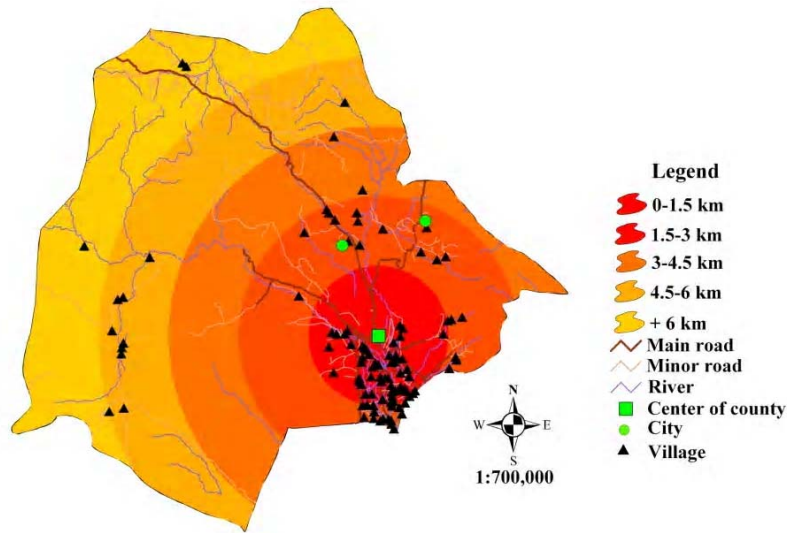 Legend
0-1.5 km
1.5-3 km
3-4.5 km
4.5-6 km
+ 6 km
Main road
Minor road
River
Center of county
City
Village
N
W E
S
1:700,000